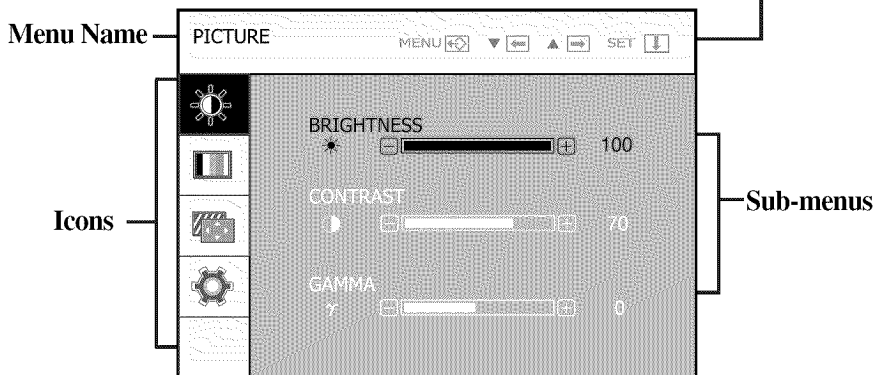 Menu Name
PICTURE
MENU
SET
BRIGHTNESS
100
CONTRAST
70
GAMMA
0
Icons
Sub-menus